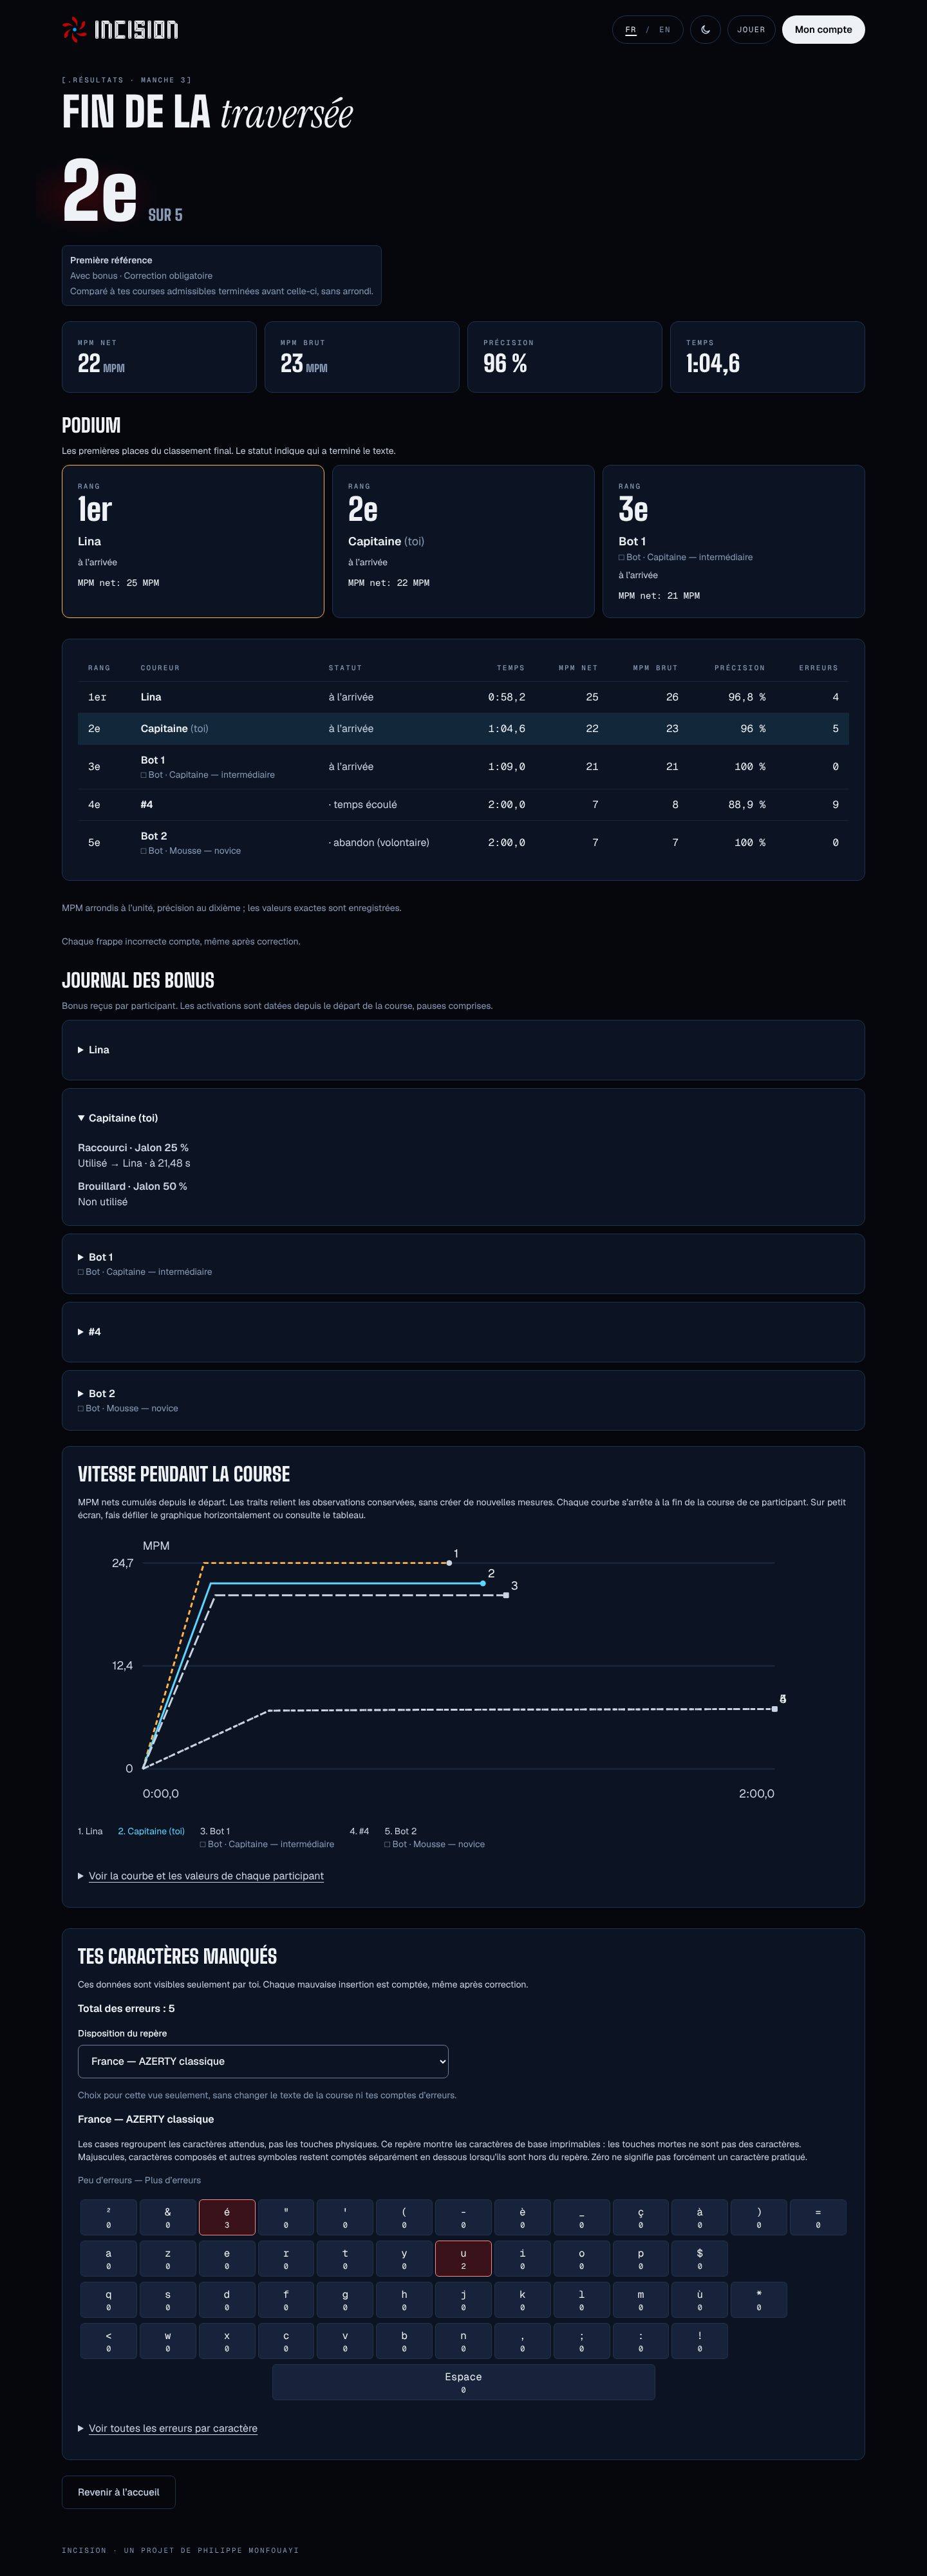 INCISION
FR / EN
JOUER
Mon compte
[.RÉSULTATS · MANCHE 3]
FIN DE LA traversée
2e SUR 5
Première référence
Avec bonus · Correction obligatoire
Comparé à tes courses admissibles terminées avant celle-ci, sans arrondi.
MPM NET
22 MPM
MPM BRUT
23 MPM
PRÉCISION
96 %
TEMPS
1:04,6
PODIUM
Les premières places du classement final. Le statut indique qui a terminé le texte.
RANG
1er
Lina
à l’arrivée
MPM net: 25 MPM
RANG
2e
Capitaine (toi)
à l’arrivée
MPM net: 22 MPM
RANG
3e
Bot 1
□ Bot · Capitaine — intermédiaire
à l’arrivée
MPM net: 21 MPM
RANG COUREUR STATUT TEMPS MPM NET MPM BRUT PRÉCISION ERREURS
1er Lina à l’arrivée 0:58,2 25 26 96,8 % 4
2e Capitaine (toi) à l’arrivée 1:04,6 22 23 96 % 5
3e Bot 1 à l’arrivée 1:09,0 21 21 100 % 0
□ Bot · Capitaine — intermédiaire
4e #4 · temps écoulé 2:00,0 7 8 88,9 % 9
5e Bot 2 · abandon (volontaire) 2:00,0 7 7 100 % 0
□ Bot · Mousse — novice
MPM arrondis à l’unité, précision au dixième ; les valeurs exactes sont enregistrées.
Chaque frappe incorrecte compte, même après correction.
JOURNAL DES BONUS
Bonus reçus par participant. Les activations sont datées depuis le départ de la course, pauses comprises.
▶ Lina
▼ Capitaine (toi)
Raccourci · Jalon 25 %
Utilisé → Lina · à 21,48 s
Brouillard · Jalon 50 %
Non utilisé
▶ Bot 1
□ Bot · Capitaine — intermédiaire
▶ #4
▶ Bot 2
□ Bot · Mousse — novice
VITESSE PENDANT LA COURSE
MPM nets cumulés depuis le départ. Les traits relient les observations conservées, sans créer de nouvelles mesures. Chaque courbe s’arrête à la fin de la course de ce participant. Sur petit
écran, fais défiler le graphique horizontalement ou consulte le tableau.
MPM
24,7
12,4
0
1
2
3
0:00,0 2:00,0
1. Lina 2. Capitaine (toi) 3. Bot 1 4. #4 5. Bot 2
□ Bot · Capitaine — intermédiaire □ Bot · Mousse — novice
▶ Voir la courbe et les valeurs de chaque participant
TES CARACTÈRES MANQUÉS
Ces données sont visibles seulement par toi. Chaque mauvaise insertion est comptée, même après correction.
Total des erreurs : 5
Disposition du repère
France — AZERTY classique
Choix pour cette vue seulement, sans changer le texte de la course ni tes comptes d’erreurs.
France — AZERTY classique
Les cases regroupent les caractères attendus, pas les touches physiques. Ce repère montre les caractères de base imprimables : les touches mortes ne sont pas des caractères.
Majuscules, caractères composés et autres symboles restent comptés séparément en dessous lorsqu’ils sont hors du repère. Zéro ne signifie pas forcément un caractère pratiqué.
Peu d’erreurs — Plus d’erreurs
² & é " ' ( - è _ ç à ) =
0 0 3 0 0 0 0 0 0 0 0 0 0
a z e r t y u i o p $
0 0 0 0 0 0 2 0 0 0 0
q s d f g h j k l m ù *
0 0 0 0 0 0 0 0 0 0 0 0
< w x c v b n , ; : !
0 0 0 0 0 0 0 0 0 0 0
Espace
0
▶ Voir toutes les erreurs par caractère
Revenir à l’accueil
INCISION · UN PROJET DE PHILIPPE MONFOUAYI